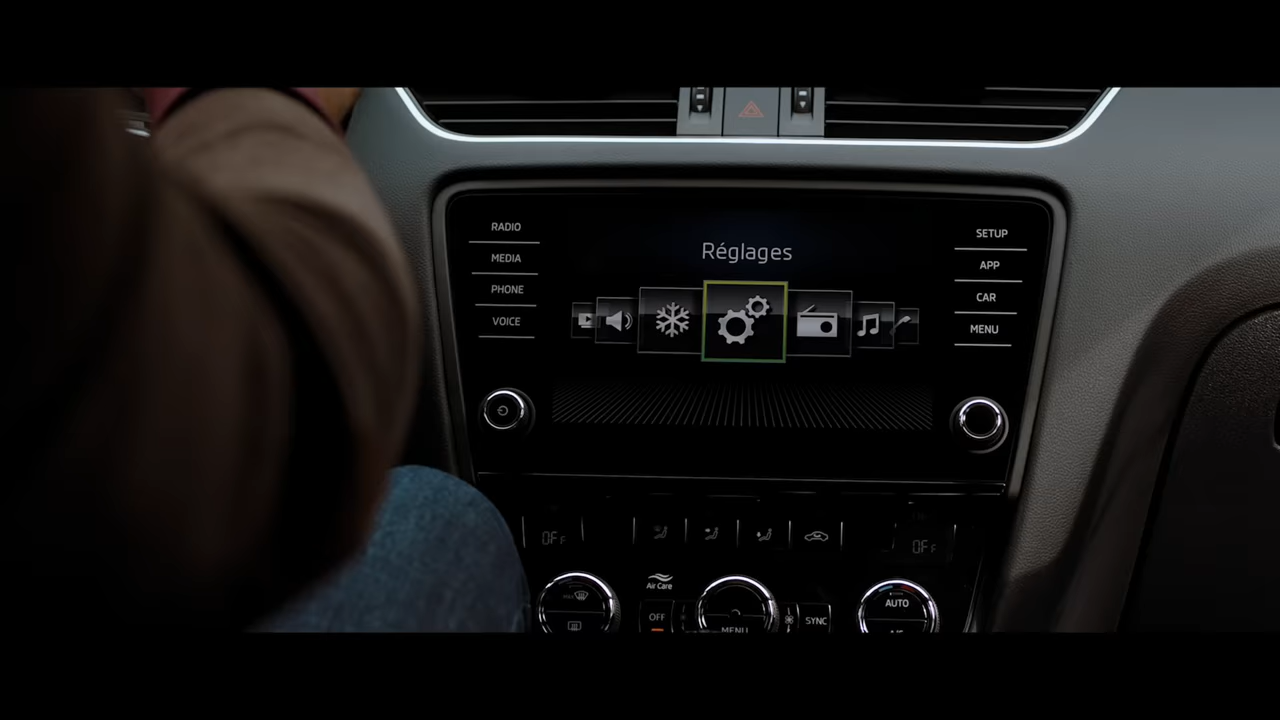 RADIO
MEDIA
PHONE
VOICE
Réglages
SETUP
APP
CAR
MENU
OFF
OFF
Air Care
OFF
MENU
SYNC
AUTO